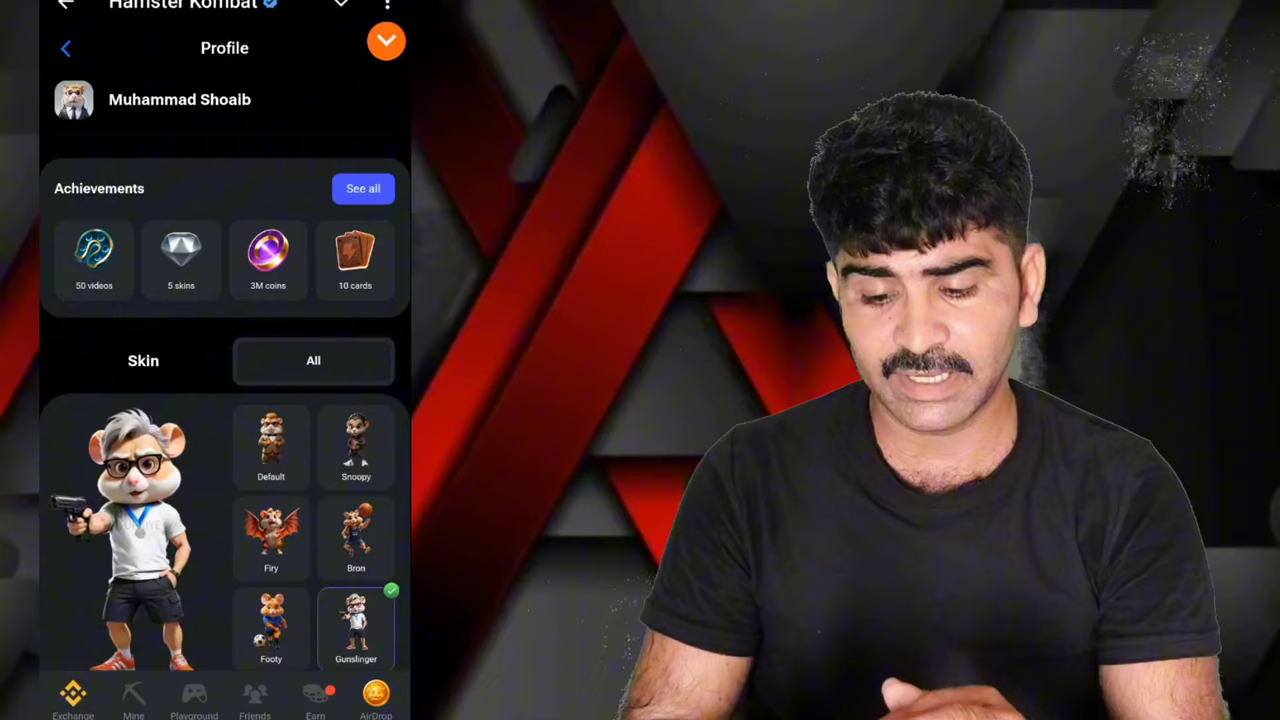 Hamster Kombat
Profile
Muhammad Shoaib
Achievements
See all
50 videos
5 skins
3M coins
10 cards
Skin
All
Default
Snoopy
Firy
Bron
Footy
Gunslinger
Exchange
Mine
Playground
Friends
Earn
AirDrop